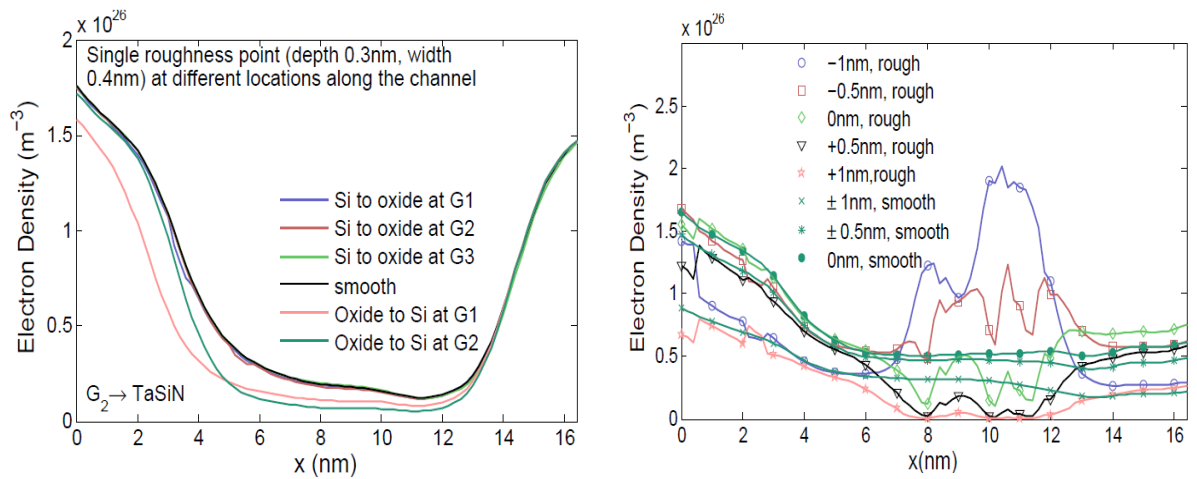 x 10^26
2
1.5
1
0.5
0
Electron Density (m^−3)
Single roughness point (depth 0.3nm, width
0.4nm) at different locations along the channel
Si to oxide at G1
Si to oxide at G2
Si to oxide at G3
smooth
Oxide to Si at G1
Oxide to Si at G2
G_2→ TaSiN
0 2 4 6 8 10 12 14 16
x (nm)
x 10^26
3
2.5
2
1.5
1
0.5
0
Electron Density (m^−3)
−1nm, rough
−0.5nm, rough
0nm, rough
+0.5nm, rough
+1nm,rough
± 1nm, smooth
± 0.5nm, smooth
0nm, smooth
0 2 4 6 8 10 12 14 16
x(nm)